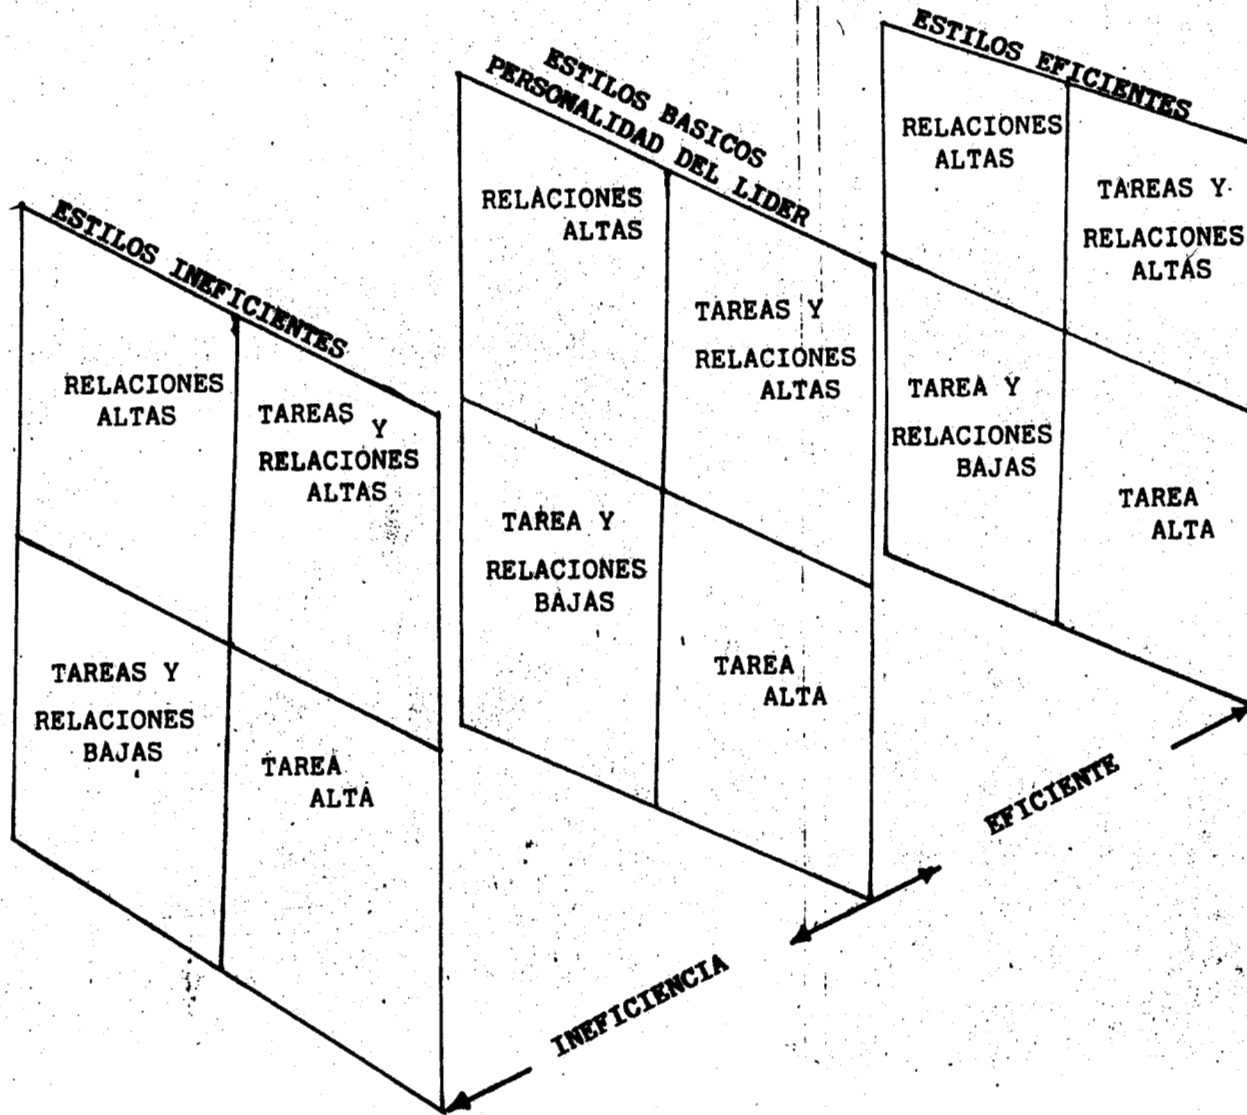 ESTILOS INEFICIENTES
RELACIONES
ALTAS
TAREAS Y
RELACIONES
ALTAS
TAREAS Y
RELACIONES
BAJAS
TAREA
ALTA
ESTILOS BASICOS
PERSONALIDAD DEL LIDER
RELACIONES
ALTAS
TAREAS Y
RELACIONES
ALTAS
TAREA Y
RELACIONES
BAJAS
TAREA
ALTA
ESTILOS EFICIENTES
RELACIONES
ALTAS
TAREAS Y
RELACIONES
ALTAS
TAREA Y
RELACIONES
BAJAS
TAREA
ALTA
INEFICIENCIA
EFICIENTE